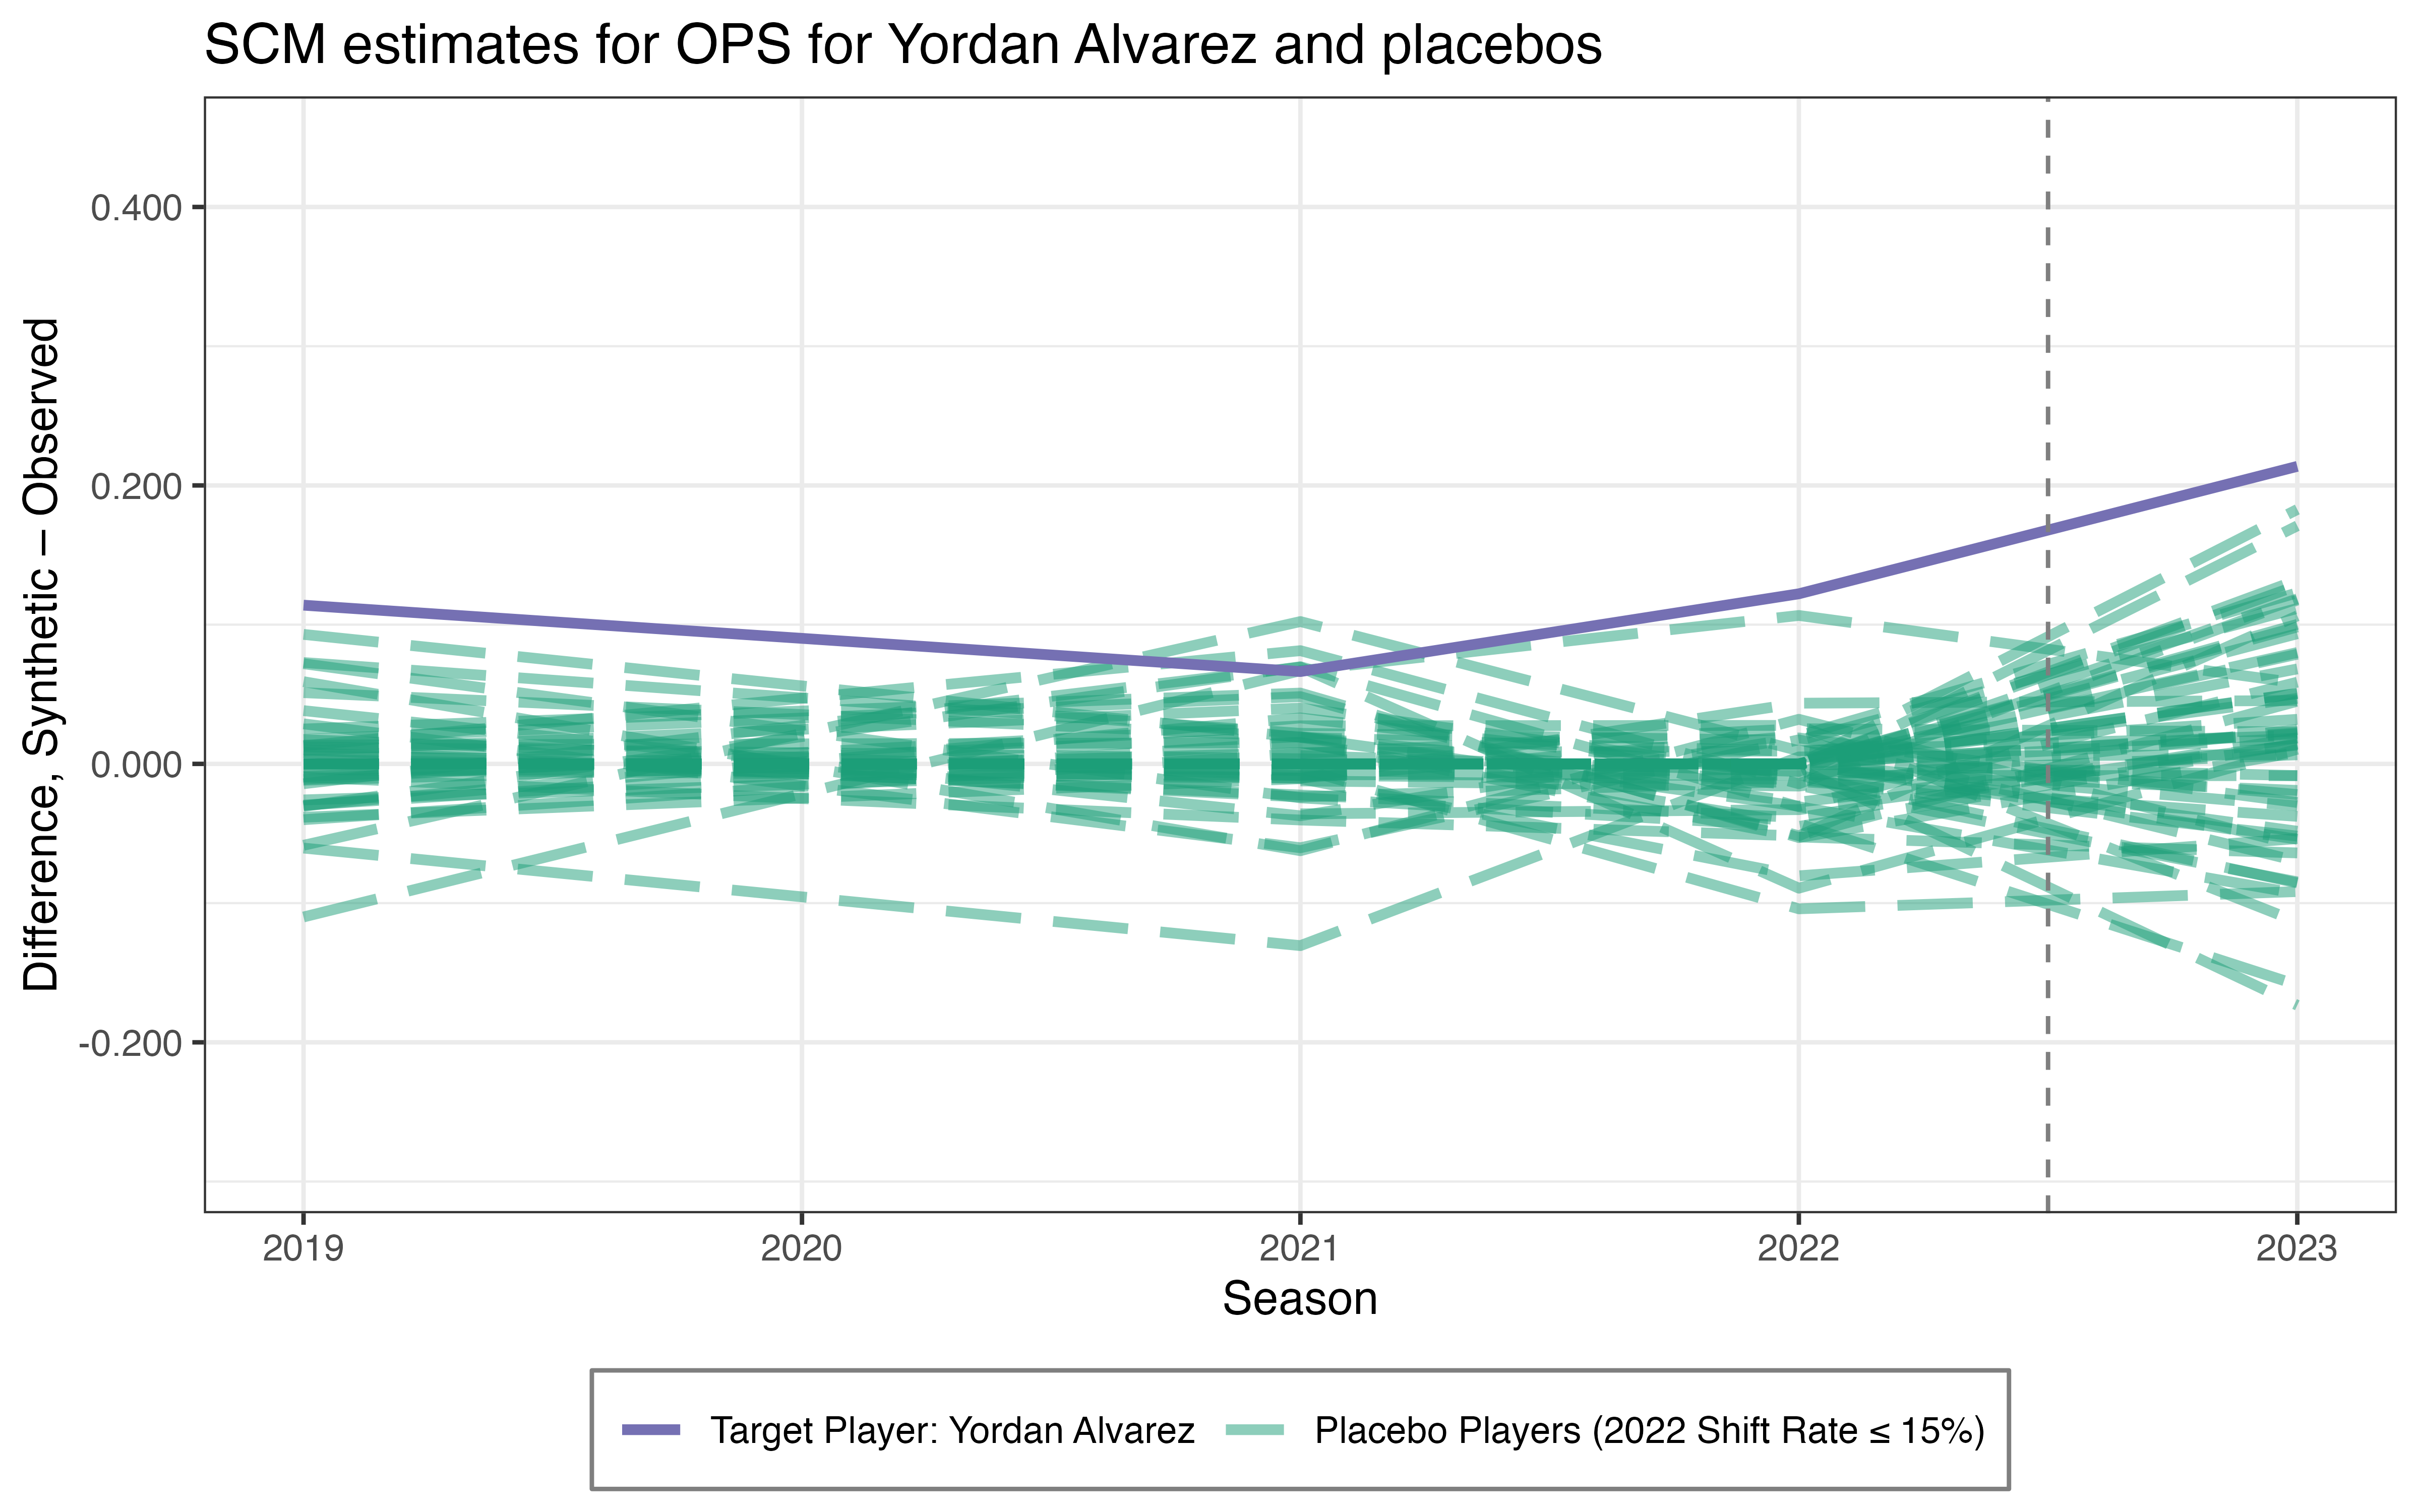 SCM estimates for OPS for Yordan Alvarez and placebos
Difference, Synthetic – Observed
0.400
0.200
0.000
-0.200
2019 2020 2021 2022 2023
Season
Target Player: Yordan Alvarez Placebo Players (2022 Shift Rate ≤ 15%)